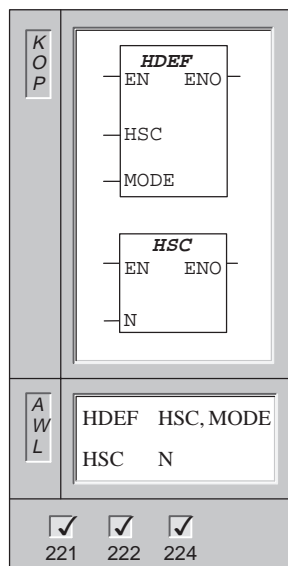 K
O
P
HDEF
EN ENO
HSC
MODE
HSC
EN ENO
N
A
W
L
HDEF HSC, MODE
HSC N
221 222 224